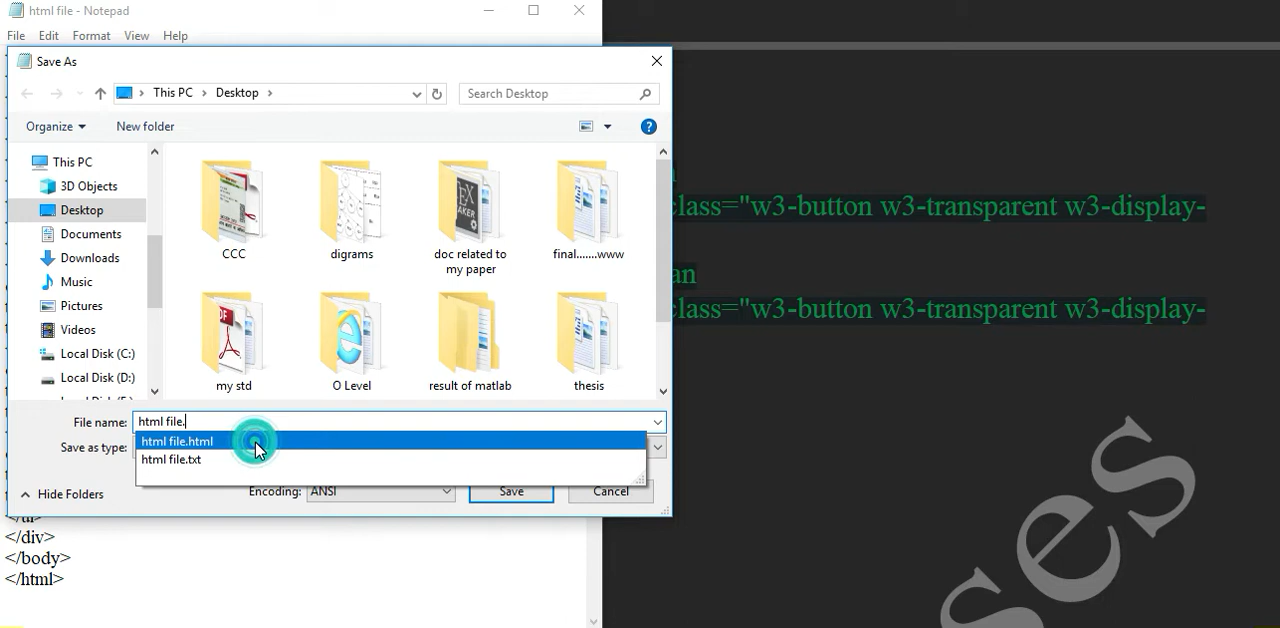 html file - Notepad
File Edit Format View Help
Save As
This PC Desktop
Search Desktop
Organize New folder
This PC
3D Objects
Desktop
Documents
Downloads
Music
Pictures
Videos
Local Disk (C:)
Local Disk (D:)
CCC
digrams
doc related to
my paper
final.......www
my std
O Level
result of matlab
thesis
File name: html file.
Save as type:
html file.html
html file.txt
Hide Folders Encoding: ANSI Save Cancel
</div>
</body>
</html>
class="w3-button w3-transparent w3-display-
an
class="w3-button w3-transparent w3-display-
ses